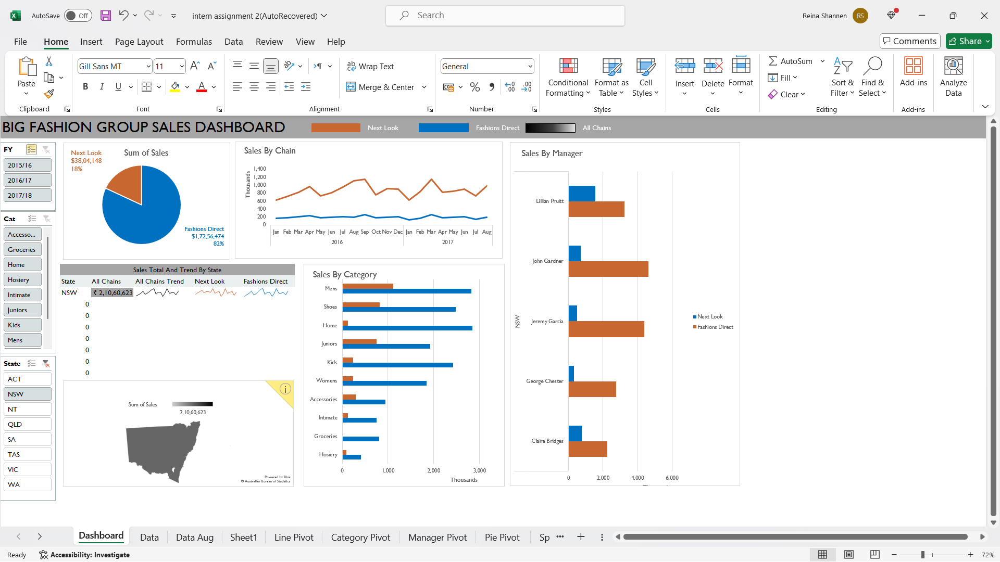 AutoSave Off intern assignment 2(AutoRecovered) Search Reina Shannen RS
File Home Insert Page Layout Formulas Data Review View Help Comments Share
Paste
Clipboard
Gill Sans MT 11
B I U A
Font
Wrap Text
Merge & Center
Alignment
General
Number
Conditional Formatting
Format as Table
Cell Styles
Styles
Insert
Delete
Format
Cells
AutoSum
Fill
Clear
Sort & Filter
Find & Select
Editing
Add-ins
Add-ins
Analyze Data
BIG FASHION GROUP SALES DASHBOARD Next Look Fashions Direct All Chains
FY
2015/16
2016/17
2017/18
Cat
Accesso...
Groceries
Home
Hosiery
Intimate
Juniors
Kids
Mens
State
ACT
NSW
NT
QLD
SA
TAS
VIC
WA
Sum of Sales
Next Look
$38,04,148
18%
Fashions Direct
$1,72,56,474
82%
Sales By Chain
Thousands
1,400
1,200
1,000
800
600
400
200
0
Jan Feb Mar Apr May Jun Jul Aug Sep Oct Nov Dec Jan Feb Mar Apr May Jun Jul Aug
2016 2017
Sales Total And Trend By State
State All Chains All Chains Trend Next Look Fashions Direct
NSW ₹ 2,10,60,623
0
0
0
0
0
0
0
Sum of Sales
2,10,60,623
Powered by Bing
© Australian Bureau of Statistics
Sales By Category
Mens
Shoes
Home
Juniors
Kids
Womens
Accessories
Intimate
Groceries
Hosiery
0 1,000 2,000 3,000
Thousands
Sales By Manager
Lillian Pruitt
John Gardner
Jeremy Garcia
George Chester
Claire Bridges
NSW
Next Look
Fashions Direct
0 2,000 4,000 6,000
Dashboard Data Data Aug Sheet1 Line Pivot Category Pivot Manager Pivot Pie Pivot Sp
Ready Accessibility: Investigate 72%